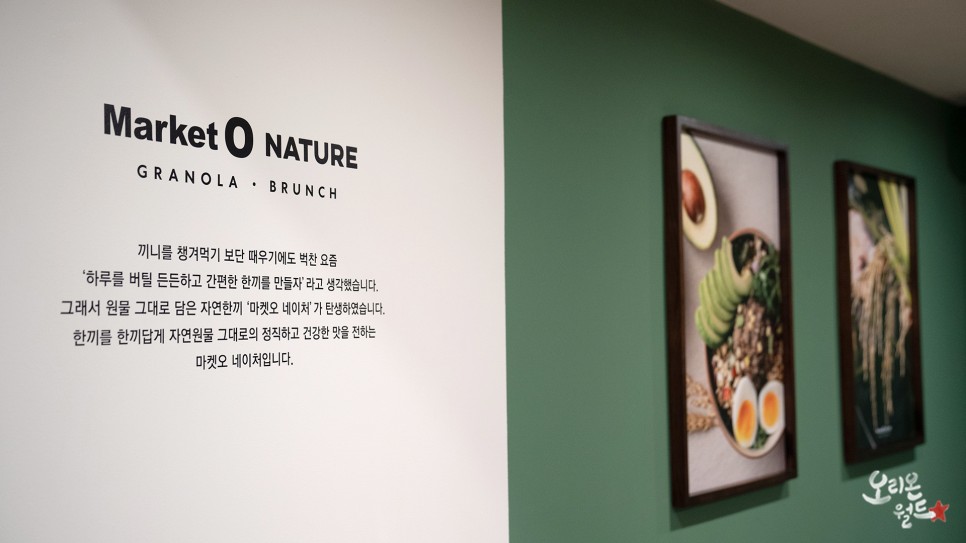 Market O NATURE
GRANOLA · BRUNCH
끼니를 챙겨먹기 보단 때우기에도 벅찬 요즘
'하루를 버틸 든든하고 간편한 한끼를 만들자'라고 생각했습니다.
그래서 원물 그대로 담은 자연한끼 '마켓오 네이처'가 탄생하였습니다.
한끼를 한끼답게 자연원물 그대로의 정직하고 건강한 맛을 전하는
마켓오 네이처입니다.
오리온
월드